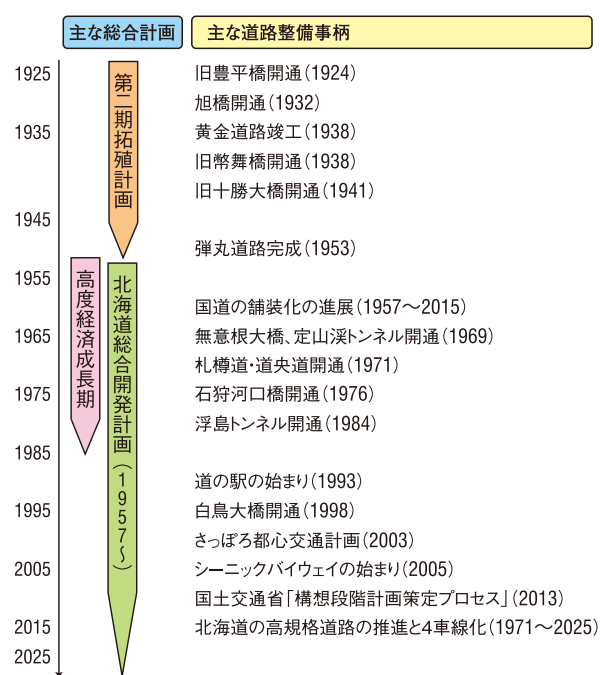 主な総合計画
主な道路整備事柄
1925
1935
1945
1955
1965
1975
1985
1995
2005
2015
2025
第二期拓殖計画
高度経済成長期
北海道総合開発計画(1957〜)
旧豊平橋開通(1924)
旭橋開通(1932)
黄金道路竣工(1938)
旧幣舞橋開通(1938)
旧十勝大橋開通(1941)
弾丸道路完成(1953)
国道の舗装化の進展(1957〜2015)
無意根大橋、定山渓トンネル開通(1969)
札樽道・道央道開通(1971)
石狩河口橋開通(1976)
浮島トンネル開通(1984)
道の駅の始まり(1993)
白鳥大橋開通(1998)
さっぽろ都心交通計画(2003)
シーニックバイウェイの始まり(2005)
国土交通省「構想段階計画策定プロセス」(2013)
北海道の高規格道路の推進と4車線化(1971〜2025)